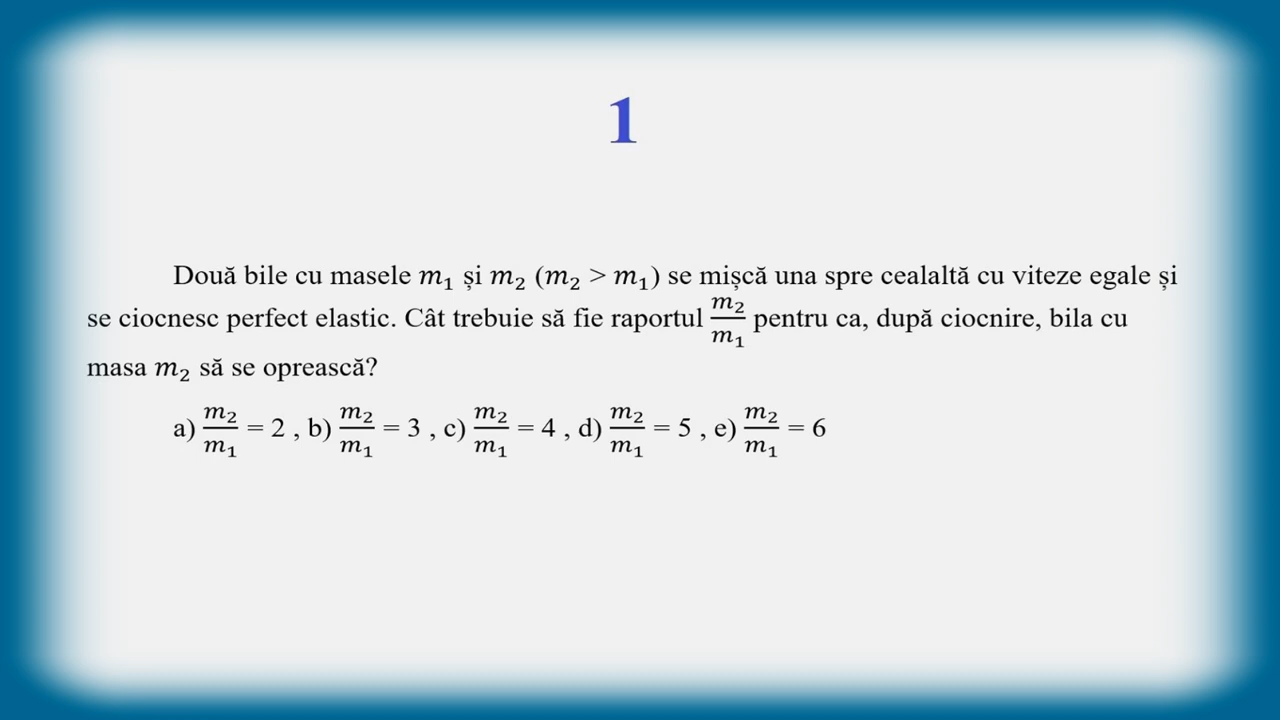 1
Două bile cu masele m₁ și m₂ (m₂ > m₁) se mișcă una spre cealaltă cu viteze egale și
se ciocnesc perfect elastic. Cât trebuie să fie raportul m₂/m₁ pentru ca, după ciocnire, bila cu
masa m₂ să se oprească?
a) m₂/m₁ = 2 , b) m₂/m₁ = 3 , c) m₂/m₁ = 4 , d) m₂/m₁ = 5 , e) m₂/m₁ = 6